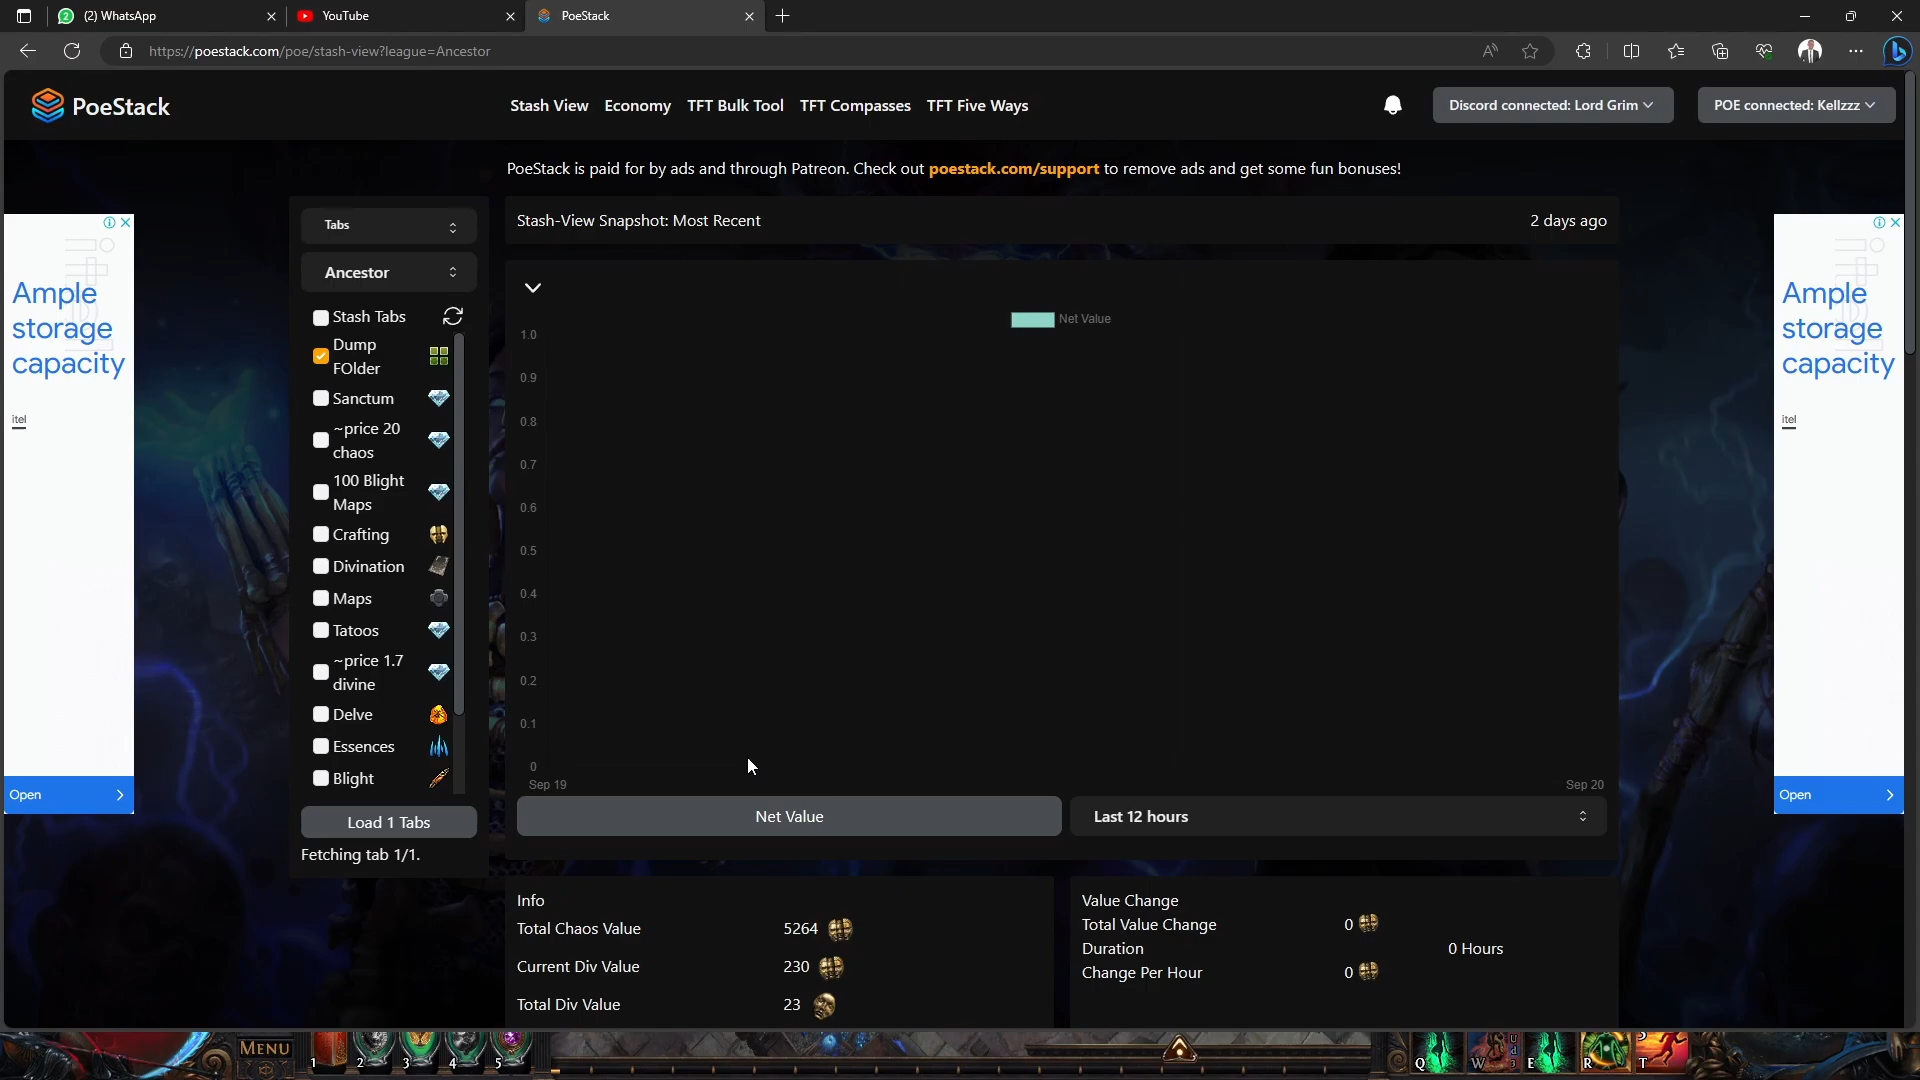 (2) WhatsApp
YouTube
PoeStack
https://poestack.com/poe/stash-view?league=Ancestor
PoeStack
Stash View Economy TFT Bulk Tool TFT Compasses TFT Five Ways
Discord connected: Lord Grim
POE connected: Kellzzz
PoeStack is paid for by ads and through Patreon. Check out poestack.com/support to remove ads and get some fun bonuses!
Ample
storage
capacity
itel
Open
Tabs
Ancestor
Stash Tabs
Dump
FOlder
Sanctum
~price 20
chaos
100 Blight
Maps
Crafting
Divination
Maps
Tatoos
~price 1.7
divine
Delve
Essences
Blight
Load 1 Tabs
Fetching tab 1/1.
Stash-View Snapshot: Most Recent
2 days ago
Net Value
1.0
0.9
0.8
0.7
0.6
0.5
0.4
0.3
0.2
0.1
0
Sep 19
Sep 20
Net Value
Last 12 hours
Info
Total Chaos Value 5264
Current Div Value 230
Total Div Value 23
Value Change
Total Value Change 0
Duration 0 Hours
Change Per Hour 0
Ample
storage
capacity
itel
Open
MENU
1 2 3 4 5
Q W E R T